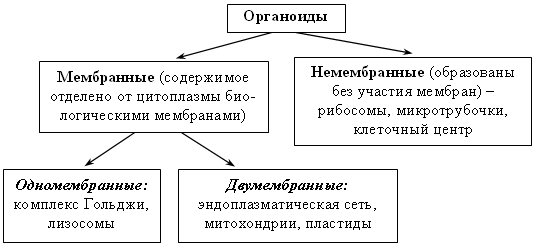 Органоиды
Мембранные (содержимое
отделено от цитоплазмы био-
логическими мембранами)
Немембранные (образованы
без участия мембран) –
рибосомы, микротрубочки,
клеточный центр
Одномембранные:
комплекс Гольджи,
лизосомы
Двумембранные:
эндоплазматическая сеть,
митохондрии, пластиды